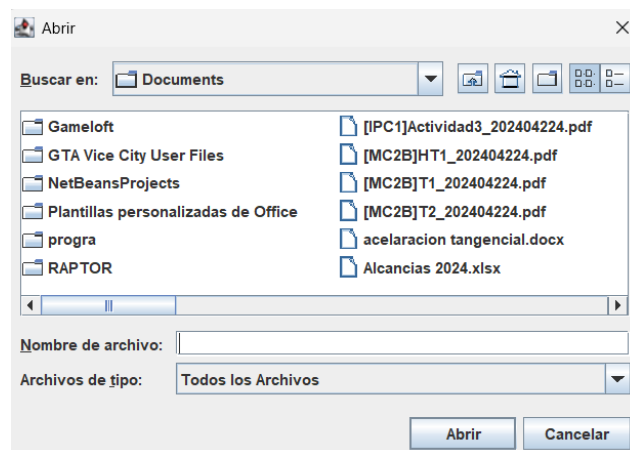 Abrir
Buscar en: Documents
Gameloft
GTA Vice City User Files
NetBeansProjects
Plantillas personalizadas de Office
progra
RAPTOR
[IPC1]Actividad3_202404224.pdf
[MC2B]HT1_202404224.pdf
[MC2B]T1_202404224.pdf
[MC2B]T2_202404224.pdf
acelaracion tangencial.docx
Alcancias 2024.xlsx
Nombre de archivo:
Archivos de tipo: Todos los Archivos
Abrir Cancelar